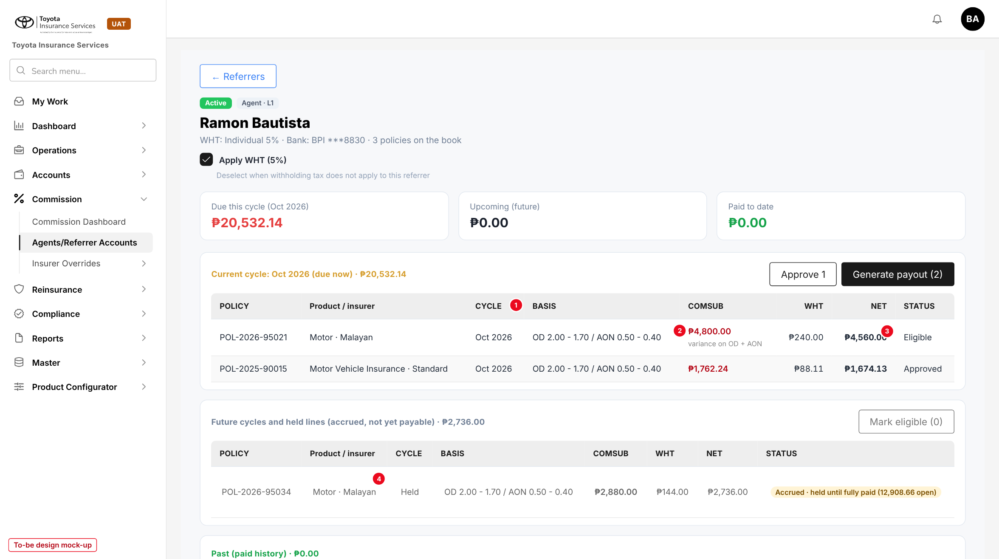 Toyota
Insurance Services
UAT
BA
Toyota Insurance Services
Search menu...
My Work
Dashboard
Operations
Accounts
Commission
Commission Dashboard
Agents/Referrer Accounts
Insurer Overrides
Reinsurance
Compliance
Reports
Master
Product Configurator
To-be design mock-up
← Referrers
Active
Agent · L1
Ramon Bautista
WHT: Individual 5% · Bank: BPI ***8830 · 3 policies on the book
Apply WHT (5%)
Deselect when withholding tax does not apply to this referrer
Due this cycle (Oct 2026)
₱20,532.14
Upcoming (future)
₱0.00
Paid to date
₱0.00
Current cycle: Oct 2026 (due now) · ₱20,532.14
Approve 1
Generate payout (2)
POLICY Product / insurer CYCLE 1 BASIS COMSUB WHT NET STATUS
POL-2026-95021 Motor · Malayan Oct 2026 OD 2.00 - 1.70 / AON 0.50 - 0.40 2 ₱4,800.00 ₱240.00 ₱4,560.00 3 Eligible
variance on OD + AON
POL-2025-90015 Motor Vehicle Insurance · Standard Oct 2026 OD 2.00 - 1.70 / AON 0.50 - 0.40 ₱1,762.24 ₱88.11 ₱1,674.13 Approved
Future cycles and held lines (accrued, not yet payable) · ₱2,736.00
Mark eligible (0)
POLICY Product / insurer CYCLE BASIS COMSUB WHT NET STATUS
4
POL-2026-95034 Motor · Malayan Held OD 2.00 - 1.70 / AON 0.50 - 0.40 ₱2,880.00 ₱144.00 ₱2,736.00 Accrued · held until fully paid (12,908.66 open)
Past (paid history) · ₱0.00